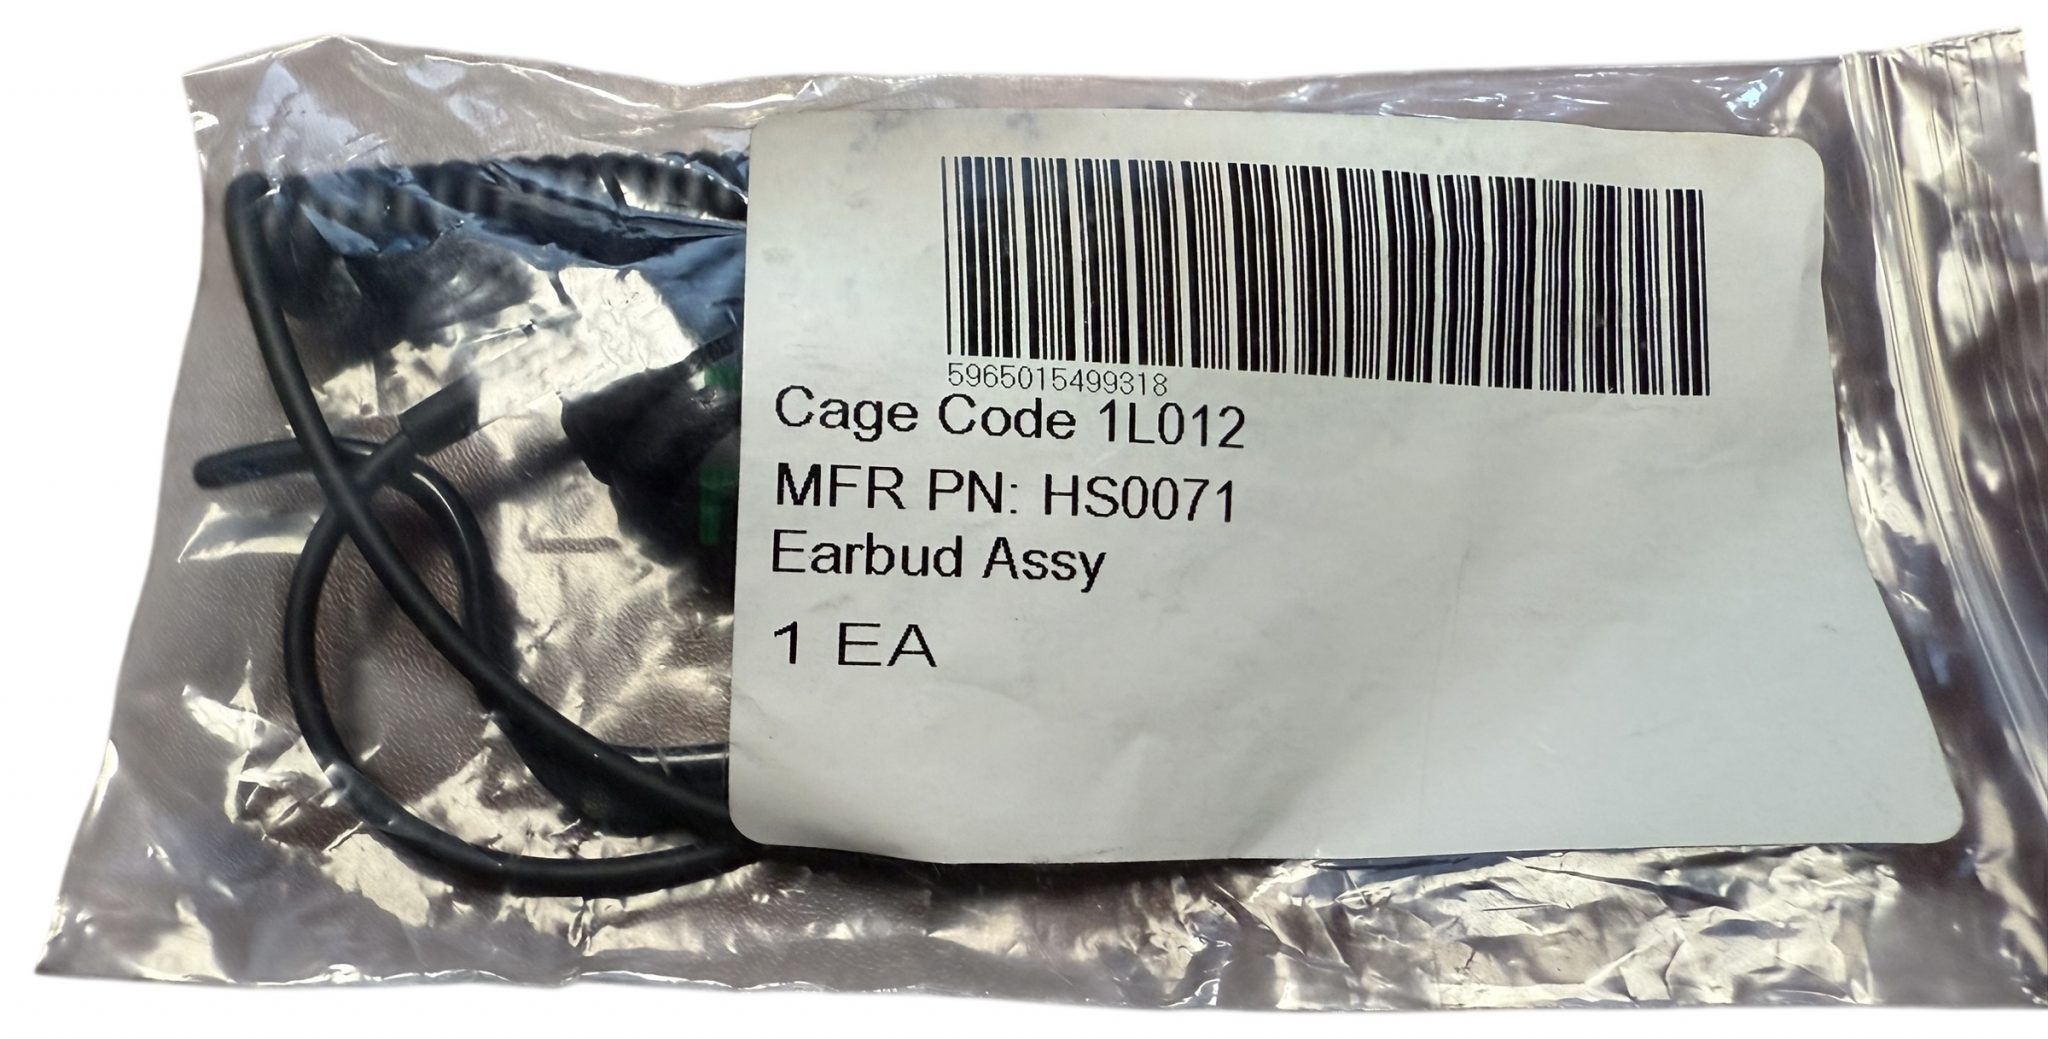 5965015499318
Cage Code 1L012
MFR PN: HS0071
Earbud Assy
1 EA